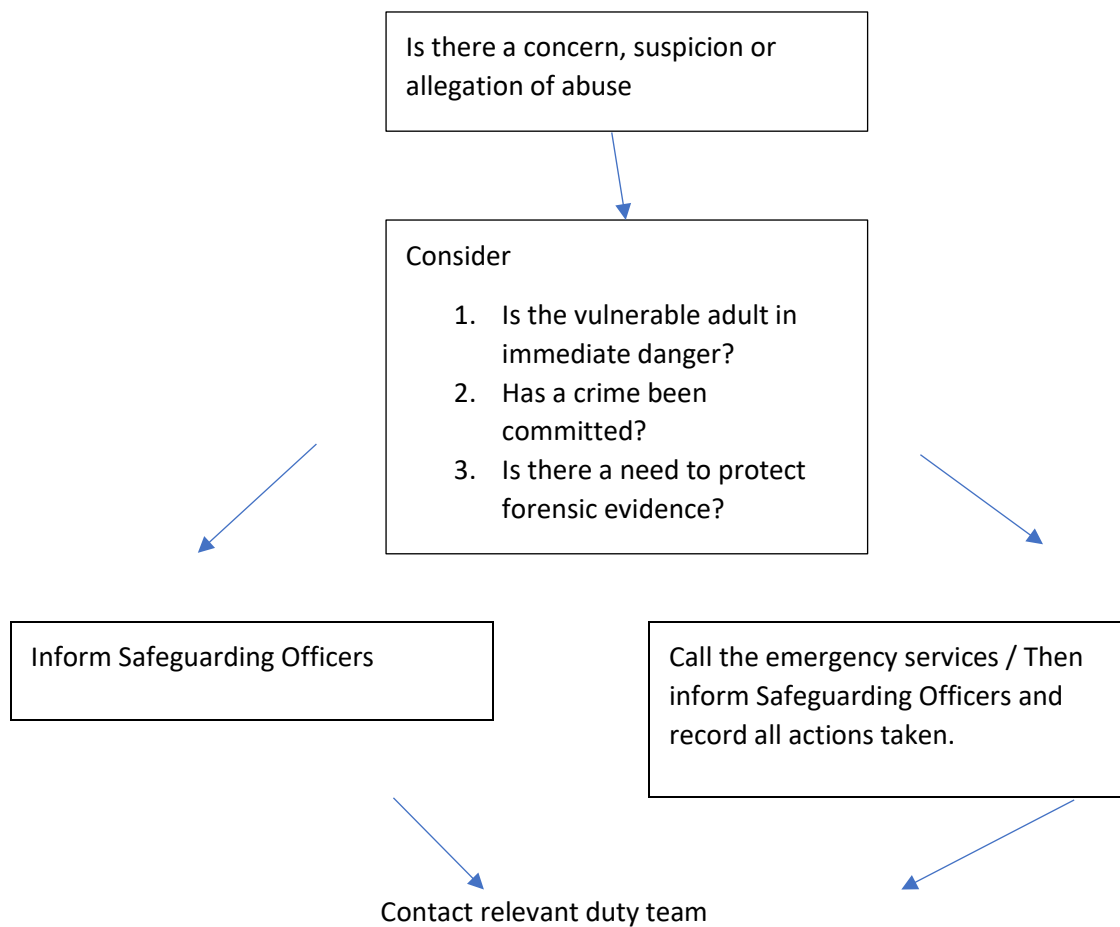 Is there a concern, suspicion or
allegation of abuse
Consider
1. Is the vulnerable adult in
immediate danger?
2. Has a crime been
committed?
3. Is there a need to protect
forensic evidence?
Inform Safeguarding Officers
Call the emergency services / Then
inform Safeguarding Officers and
record all actions taken.
Contact relevant duty team